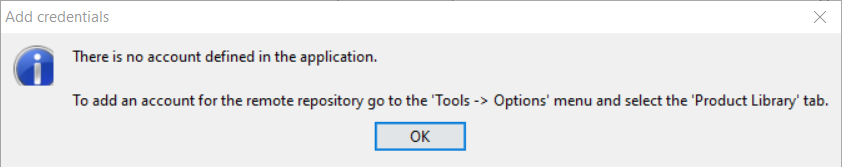 Add credentials
There is no account defined in the application.
To add an account for the remote repository go to the 'Tools -> Options' menu and select the 'Product Library' tab.
OK